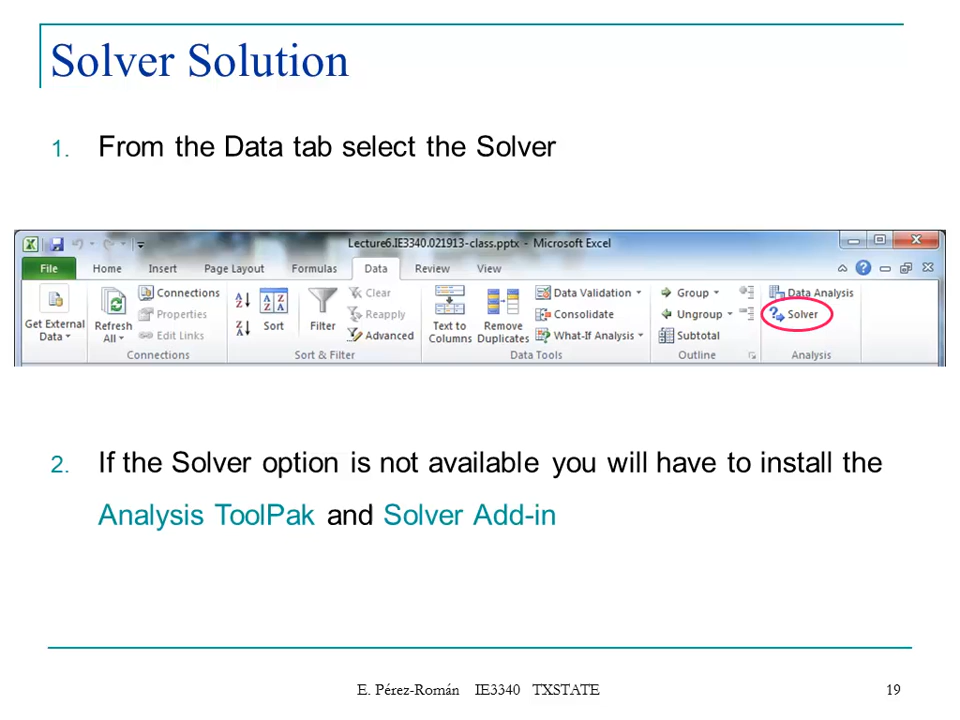 Solver Solution
1. From the Data tab select the Solver
Lecture6.IE3340.021913-class.pptx - Microsoft Excel
File Home Insert Page Layout Formulas Data Review View
Get External Data
Refresh All
Connections
Properties
Edit Links
Connections
Sort
Filter
Clear
Reapply
Advanced
Sort & Filter
Text to Columns
Remove Duplicates
Data Validation
Consolidate
What-If Analysis
Data Tools
Group
Ungroup
Subtotal
Outline
Data Analysis
Solver
Analysis
2. If the Solver option is not available you will have to install the
Analysis ToolPak and Solver Add-in
E. Pérez-Román IE3340 TXSTATE 19